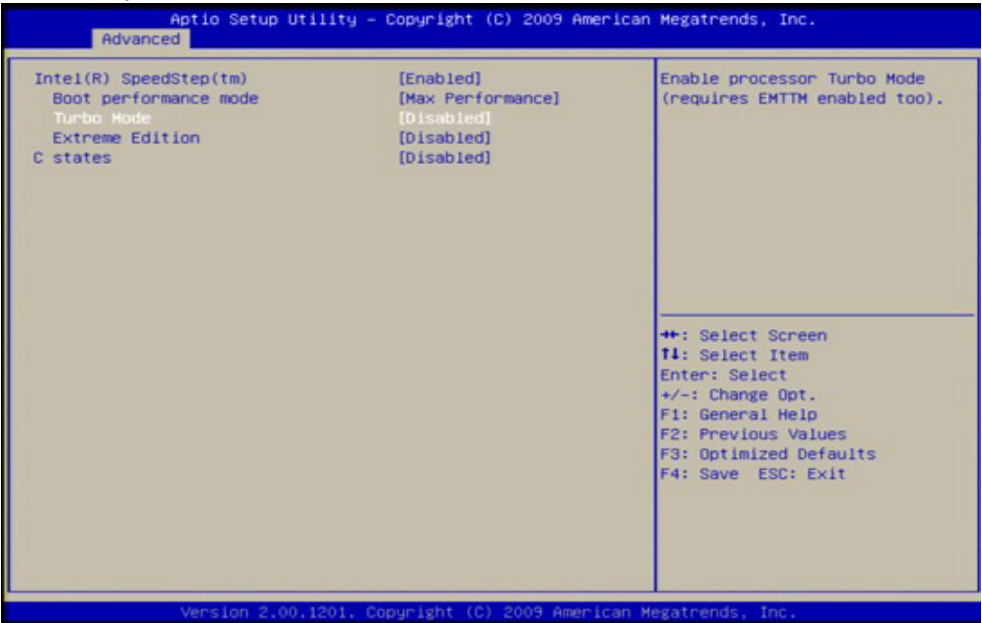 Aptio Setup Utility – Copyright (C) 2009 American Megatrends, Inc.
Advanced
Intel(R) SpeedStep(tm) [Enabled]
Boot performance mode [Max Performance]
Turbo Mode [Disabled]
Extreme Edition [Disabled]
C states [Disabled]
Enable processor Turbo Mode
(requires EMTTM enabled too).
→←: Select Screen
↑↓: Select Item
Enter: Select
+/-: Change Opt.
F1: General Help
F2: Previous Values
F3: Optimized Defaults
F4: Save ESC: Exit
Version 2.00.1201. Copyright (C) 2009 American Megatrends, Inc.